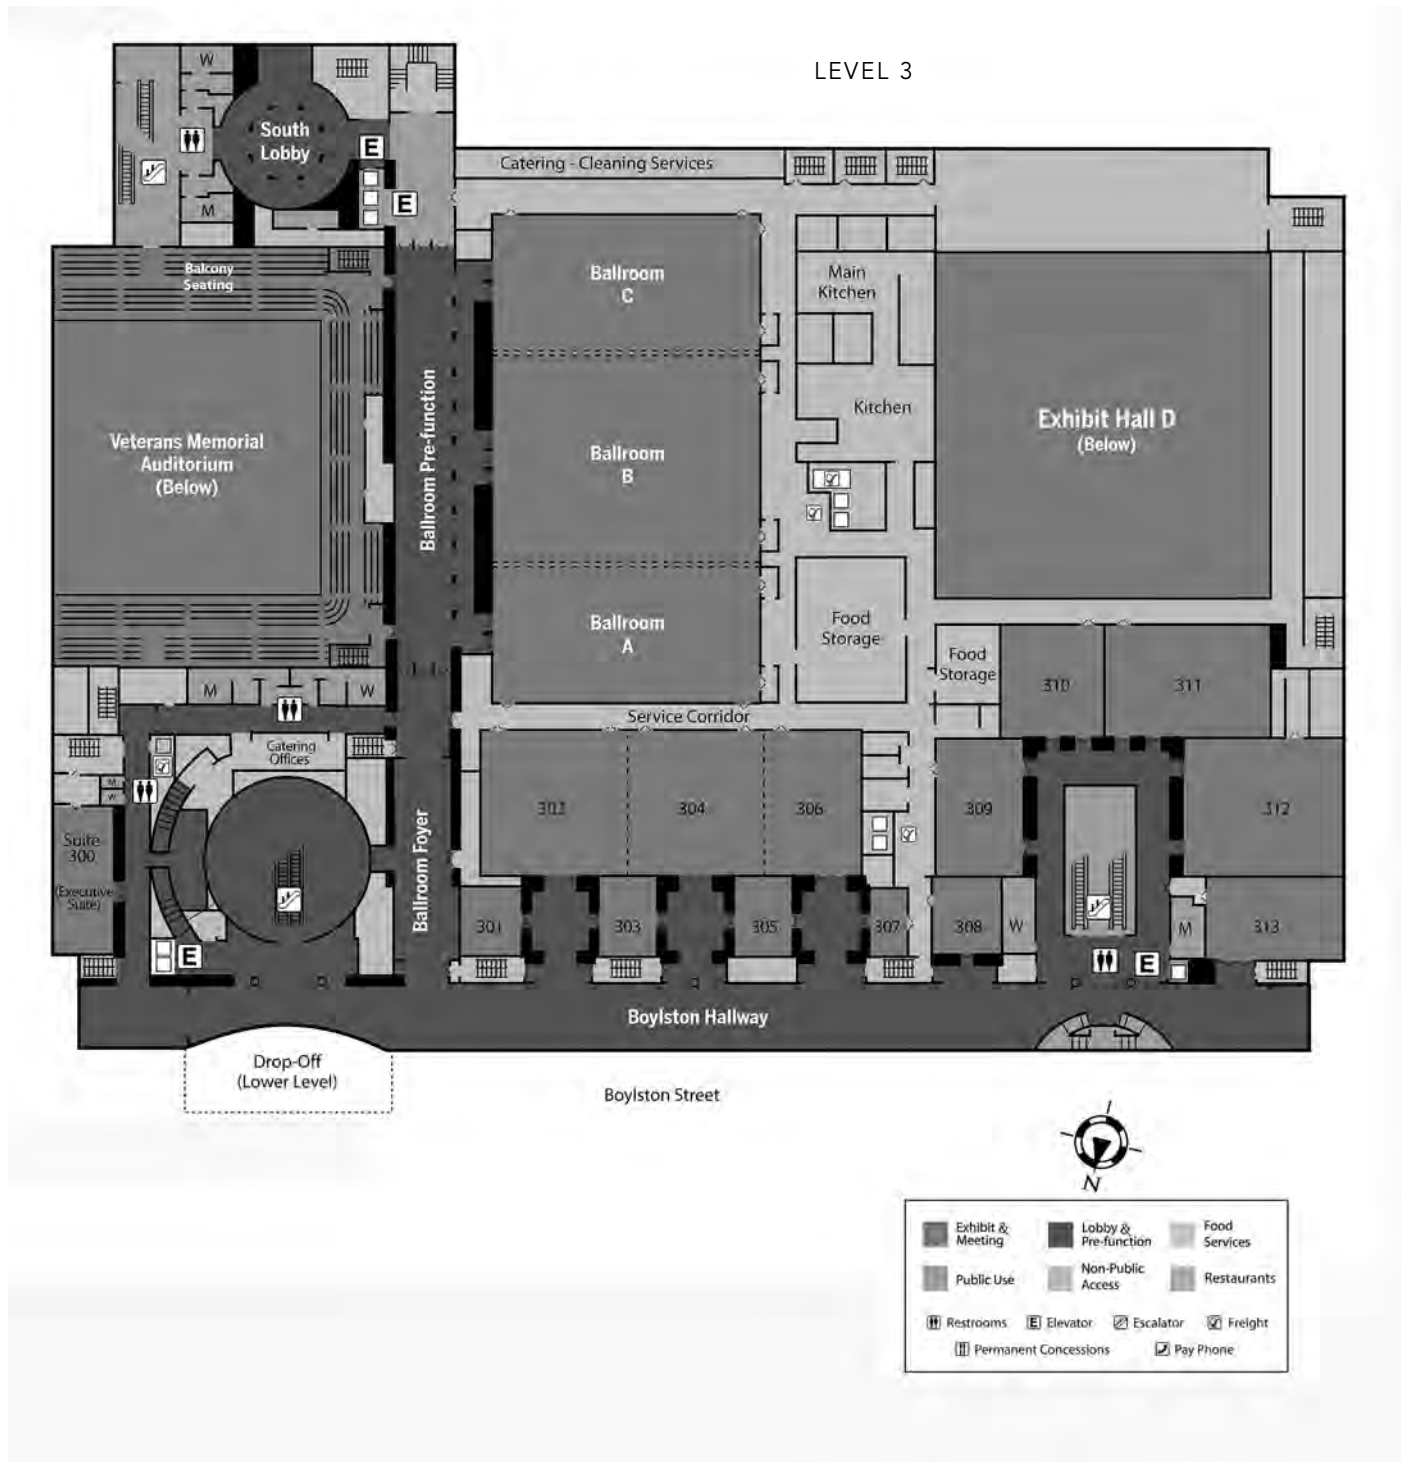 LEVEL 3
W
South
Lobby
E
M
E
Catering - Cleaning Services
Balcony
Seating
Ballroom
C
Main
Kitchen
Ballroom Pre-function
Kitchen
Exhibit Hall D
(Below)
Veterans Memorial
Auditorium
(Below)
Ballroom
B
Ballroom
A
Food
Storage
Food
Storage
310
311
M
W
Service Corridor
Catering
Offices
M
W
302
304
306
309
312
Suite
300
(Executive
Suite)
Ballroom Foyer
301
303
305
307
308
W
M
313
E
E
Boylston Hallway
Drop-Off
(Lower Level)
Boylston Street
N
Exhibit &
Meeting
Lobby &
Pre-function
Food
Services
Public Use
Non-Public
Access
Restaurants
Restrooms
E Elevator
Escalator
Freight
Permanent Concessions
Pay Phone